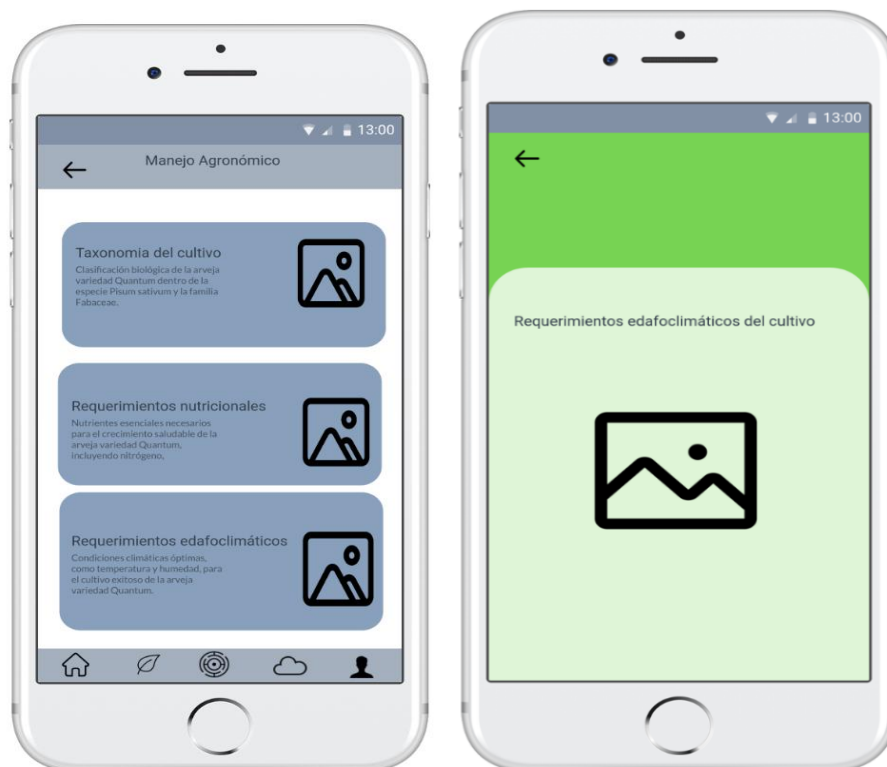 13:00
Manejo Agronómico
Taxonomia del cultivo
Clasificación biológica de la arveja
variedad Quantum dentro de la
especie Pisum sativum y la familia
Fabaceae.
Requerimientos nutricionales
Nutrientes esenciales necesarios
para el crecimiento saludable de la
arveja variedad Quantum,
incluyendo nitrógeno,
Requerimientos edafoclimáticos
Condiciones climáticas óptimas,
como temperatura y humedad, para
el cultivo exitoso de la arveja
variedad Quantum.
13:00
Requerimientos edafoclimáticos del cultivo